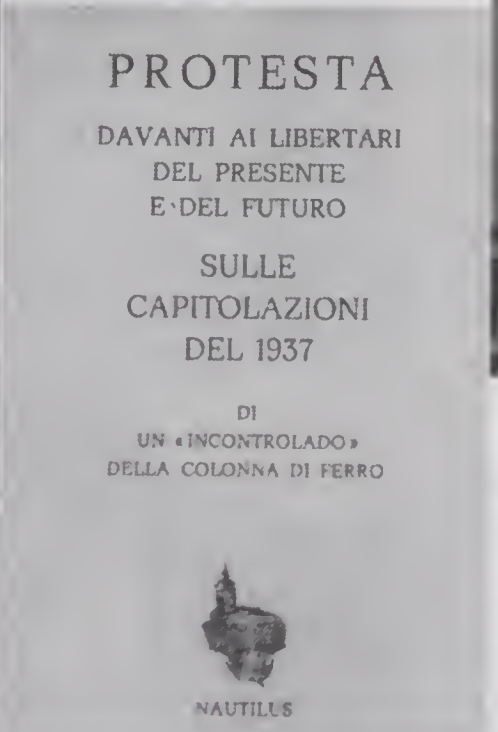 PROTESTA
DAVANTI AI LIBERTARI
DEL PRESENTE
E DEL FUTURO
SULLE
CAPITOLAZIONI
DEL 1937
DI
UN «INCONTROLADO»
DELLA COLONNA DI FERRO
NAUTILUS